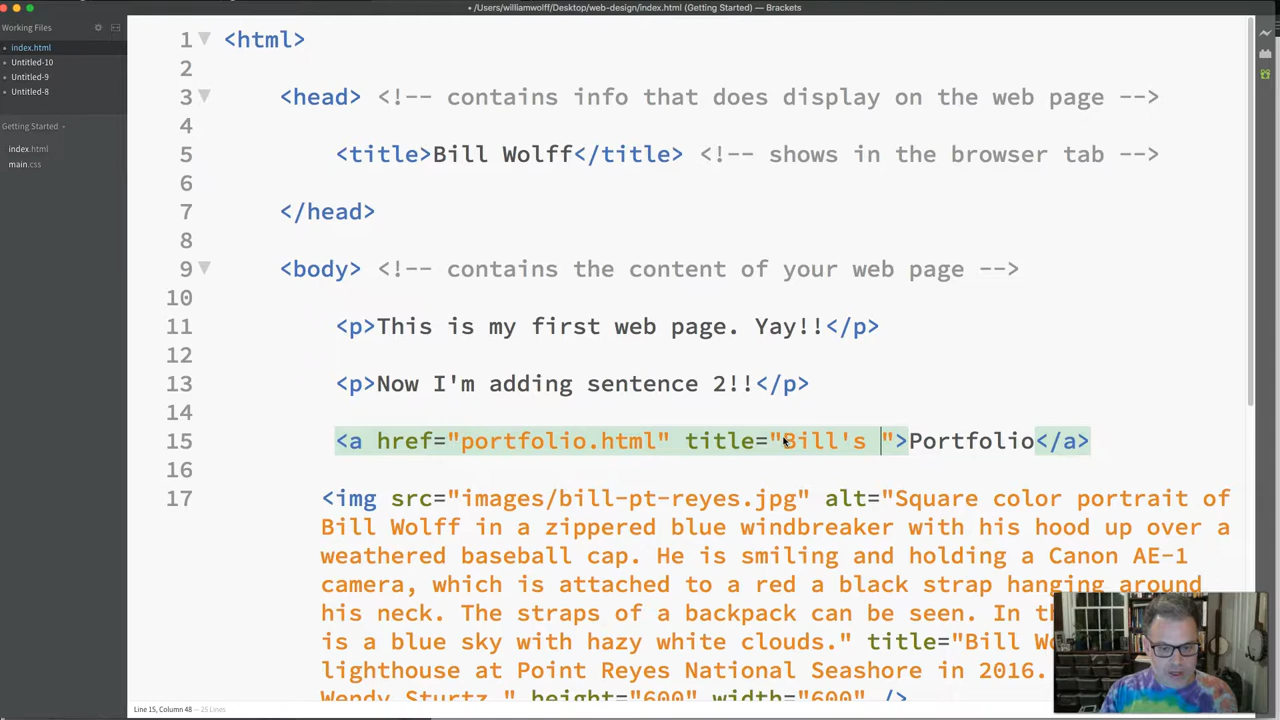 • /Users/williamwolff/Desktop/web-design/index.html (Getting Started) — Brackets
Working Files
• index.html
• Untitled-10
• Untitled-9
• Untitled-8
Getting Started
index.html
main.css
1 <html>
2
3 <head> <!-- contains info that does display on the web page -->
4
5 <title>Bill Wolff</title> <!-- shows in the browser tab -->
6
7 </head>
8
9 <body> <!-- contains the content of your web page -->
10
11 <p>This is my first web page. Yay!!</p>
12
13 <p>Now I'm adding sentence 2!!</p>
14
15 <a href="portfolio.html" title="Bill's ">Portfolio</a>
16
17 <img src="images/bill-pt-reyes.jpg" alt="Square color portrait of
Bill Wolff in a zippered blue windbreaker with his hood up over a
weathered baseball cap. He is smiling and holding a Canon AE-1
camera, which is attached to a red a black strap hanging around
his neck. The straps of a backpack can be seen. In
is a blue sky with hazy white clouds." title="Bill
lighthouse at Point Reyes National Seashore in 2016.
Wendy Sturtz." height="600" width="600" />
Line 15, Column 48 — 25 Lines